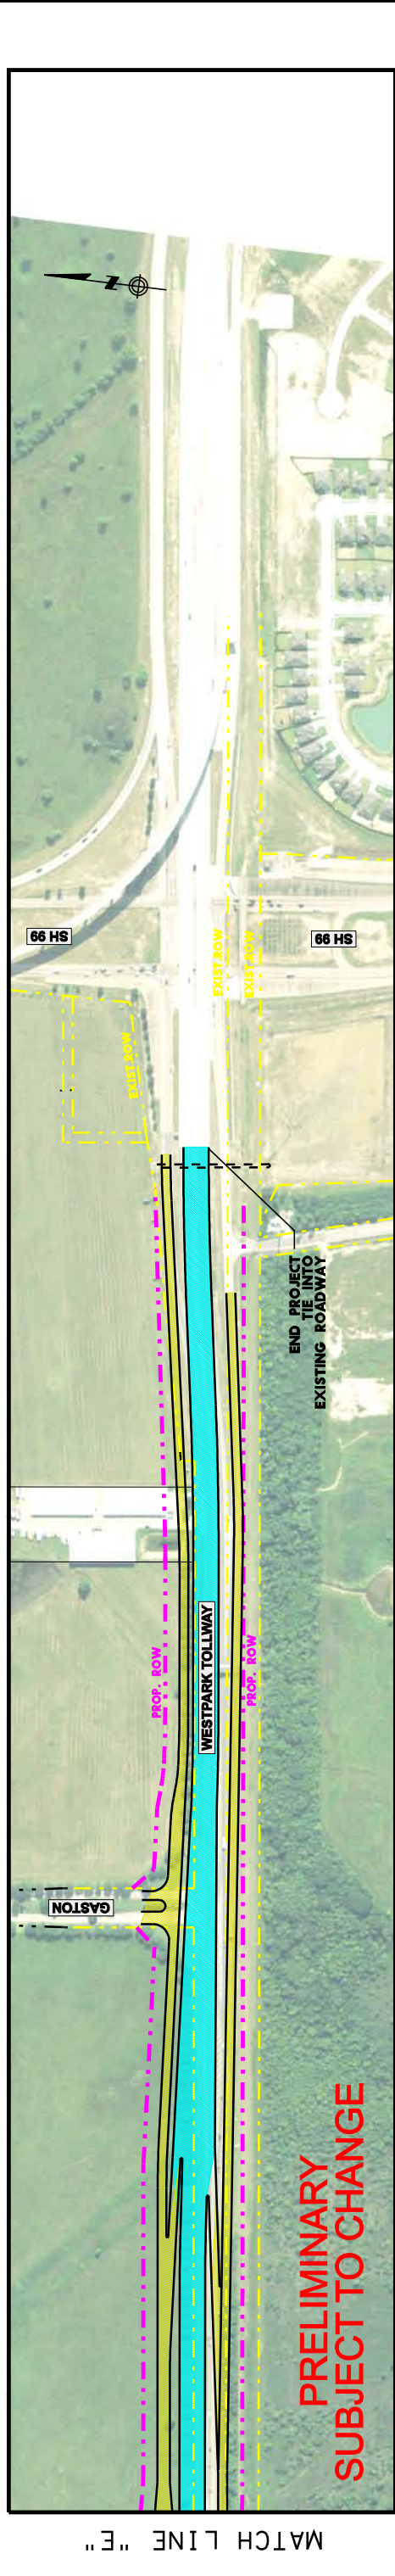 SH 99
SH 99
EXIST.ROW
EXIST.ROW
EXIST.ROW
END PROJECT
TIE INTO
EXISTING ROADWAY
PROP. ROW
WESTPARK TOLLWAY
PROP. ROW
GASTON
PRELIMINARY
SUBJECT TO CHANGE
MATCH LINE "E"
N